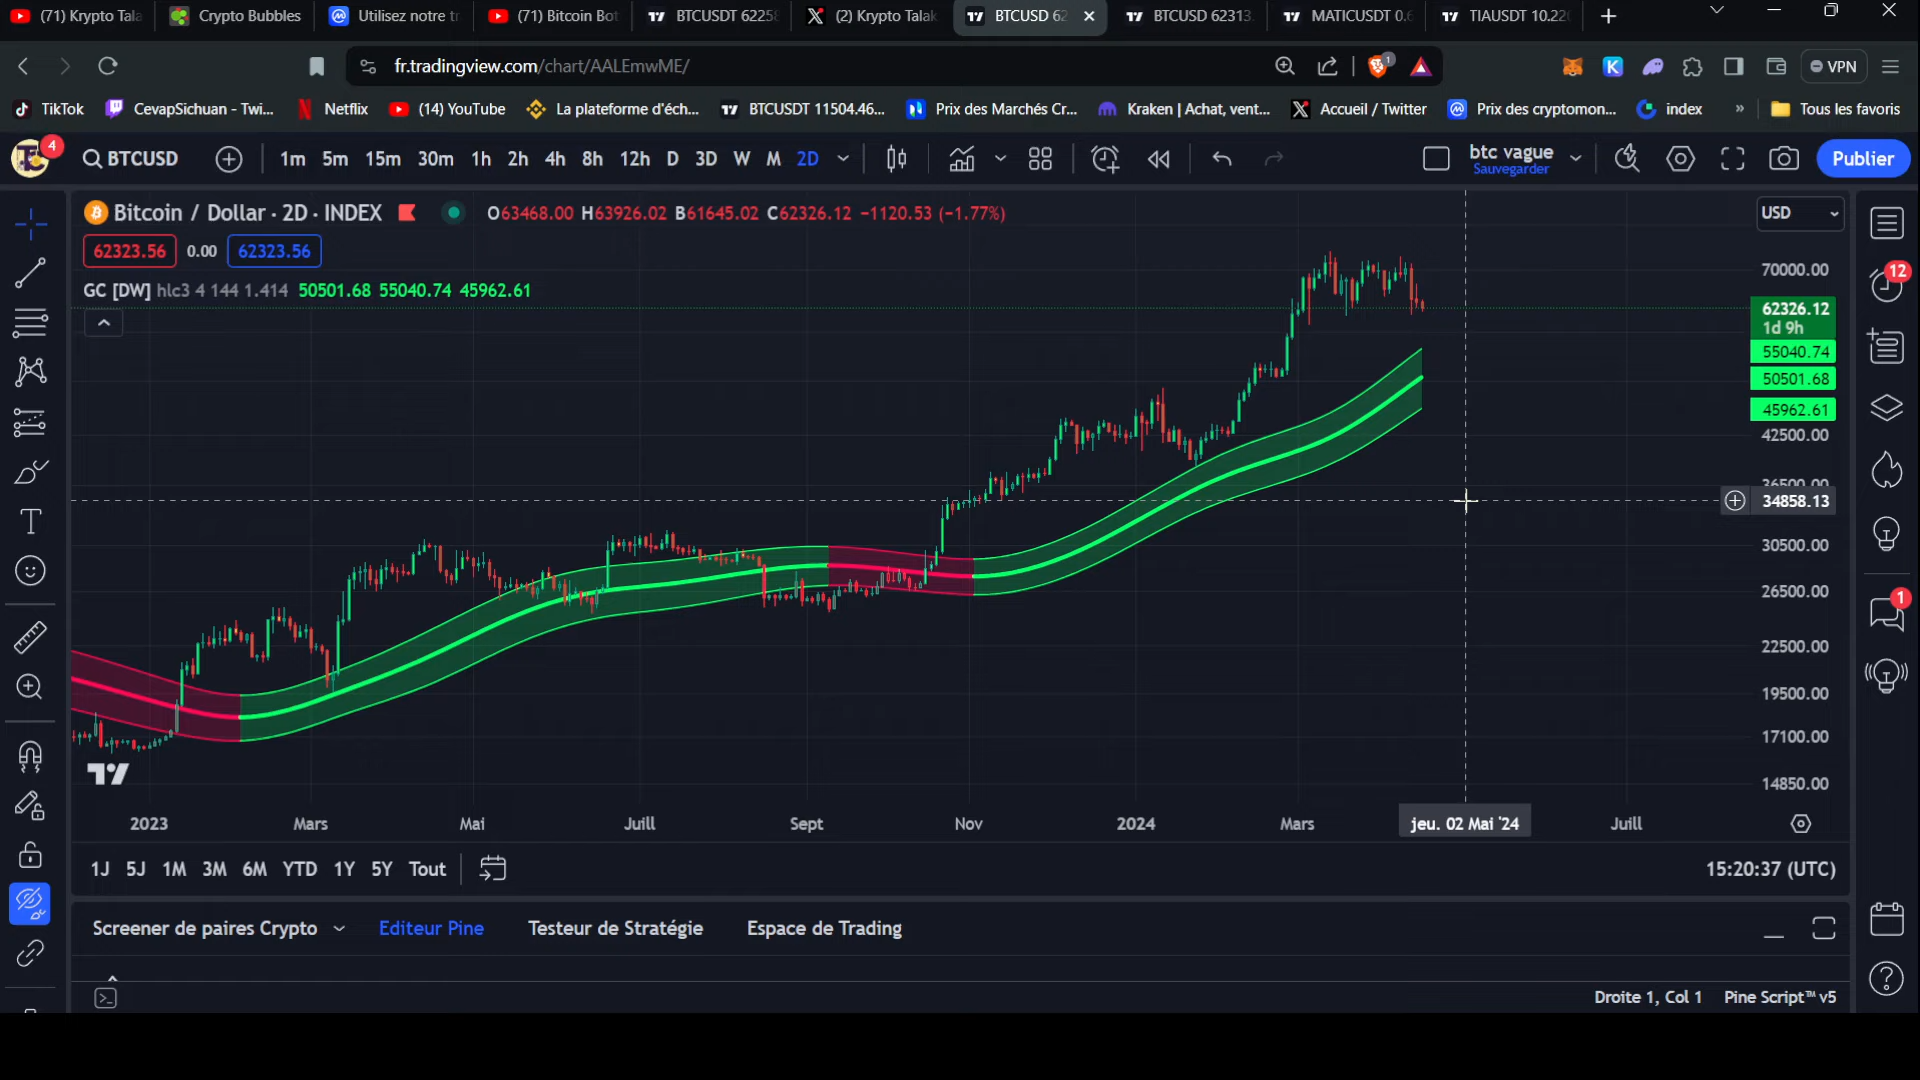 (71) Krypto Tala
Crypto Bubbles
Utilisez notre tr
(71) Bitcoin Bot
BTCUSDT 6225
(2) Krypto Talak
BTCUSD 62
BTCUSD 62313
MATICUSDT 0.6
TIAUSDT 10.22
fr.tradingview.com/chart/AALEmwME/
1
VPN
TikTok
CevapSichuan - Twi...
Netflix
(14) YouTube
La plateforme d'éch...
BTCUSDT 11504.46...
Prix des Marchés Cr...
Kraken | Achat, vent...
Accueil / Twitter
Prix des cryptomon...
index
»
Tous les favoris
4
BTCUSD
1m 5m 15m 30m 1h 2h 4h 8h 12h D 3D W M 2D
btc vague
Sauvegarder
Publier
Bitcoin / Dollar · 2D · INDEX
O63468.00 H63926.02 B61645.02 C62326.12 −1120.53 (−1.77%)
USD
62323.56 0.00 62323.56
GC [DW] hlc3 4 144 1.414 50501.68 55040.74 45962.61
70000.00
62326.12
1d 9h
55040.74
50501.68
45962.61
42500.00
36500.00
34858.13
30500.00
26500.00
22500.00
19500.00
17100.00
14850.00
12
1
2023 Mars Mai Juill Sept Nov 2024 Mars jeu. 02 Mai '24 Juill
1J 5J 1M 3M 6M YTD 1Y 5Y Tout
15:20:37 (UTC)
Screener de paires Crypto
Editeur Pine
Testeur de Stratégie
Espace de Trading
Droite 1, Col 1
Pine Script™ v5